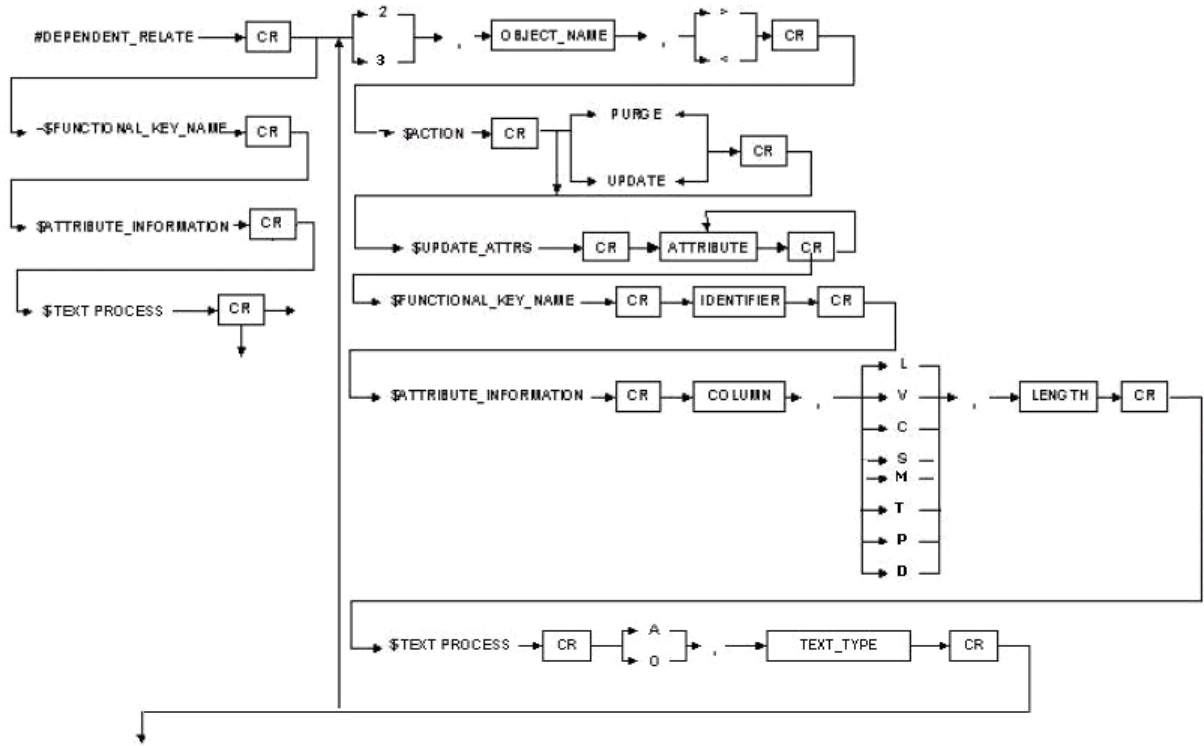 #DEPENDENT_RELATE CR 2 , OBJECT_NAME , > CR
3 <
~$FUNCTIONAL_KEY_NAME CR
$ACTION CR PURGE CR
UPDATE
$ATTRIBUTE_INFORMATION CR
$UPDATE_ATTRS CR ATTRIBUTE CR
$TEXT PROCESS CR
$FUNCTIONAL_KEY_NAME CR IDENTIFIER CR
$ATTRIBUTE_INFORMATION CR COLUMN , L , LENGTH CR
V
C
S
M
T
P
D
$TEXT PROCESS CR A , TEXT_TYPE CR
O